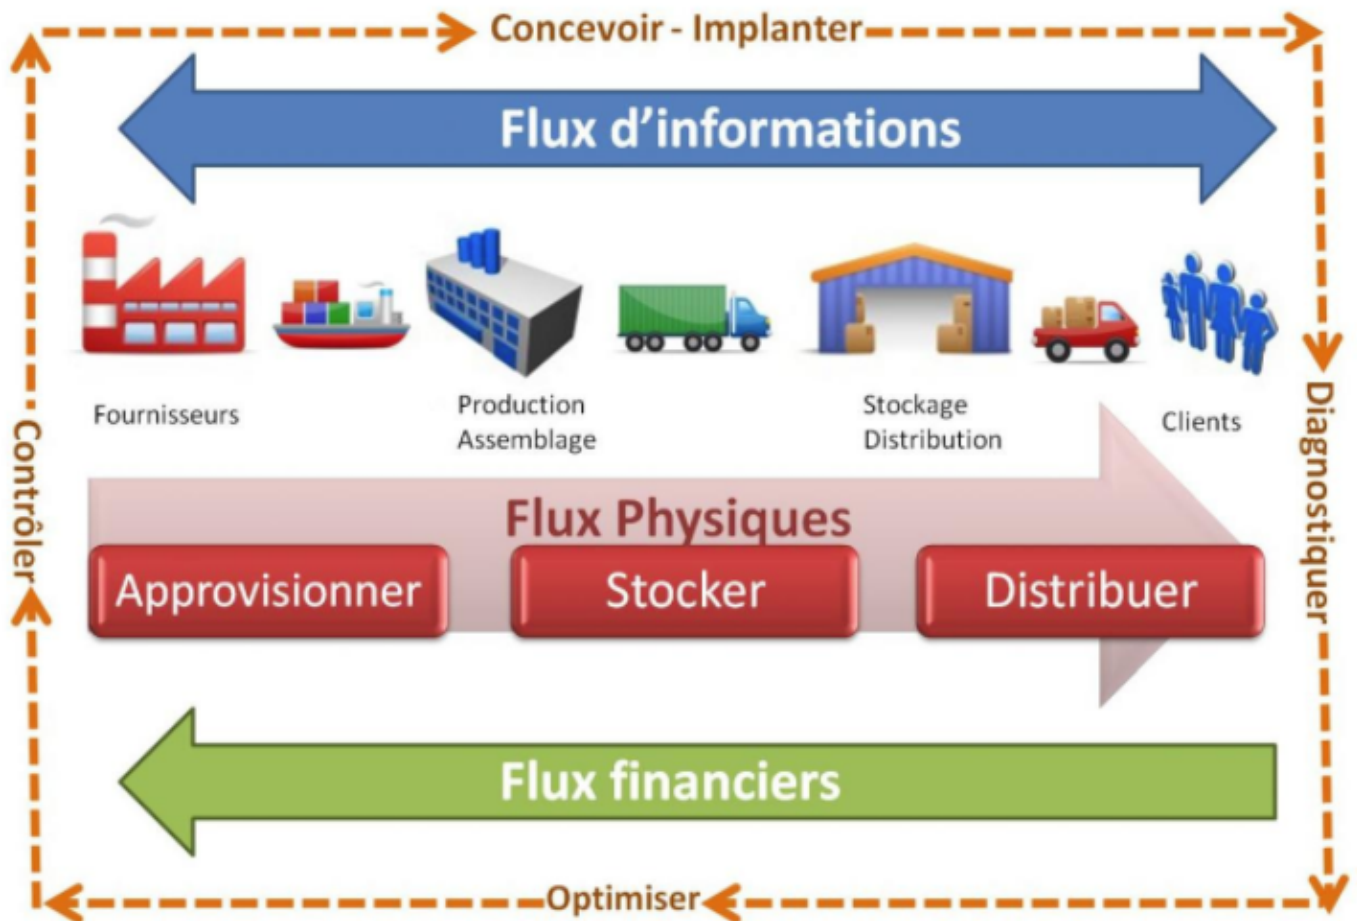 Concevoir - Implanter
Flux d’informations
Fournisseurs
Production
Assemblage
Stockage
Distribution
Clients
Contrôler
Diagnostiquer
Flux Physiques
Approvisionner
Stocker
Distribuer
Flux financiers
Optimiser